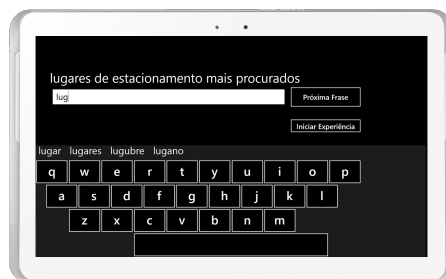 lugares de estacionamento mais procurados
lug
Próxima Frase
Iniciar Experiência
lugar lugares lugubre lugano
q w e r t y u i o p
a s d f g h j k l
z x c v b n m